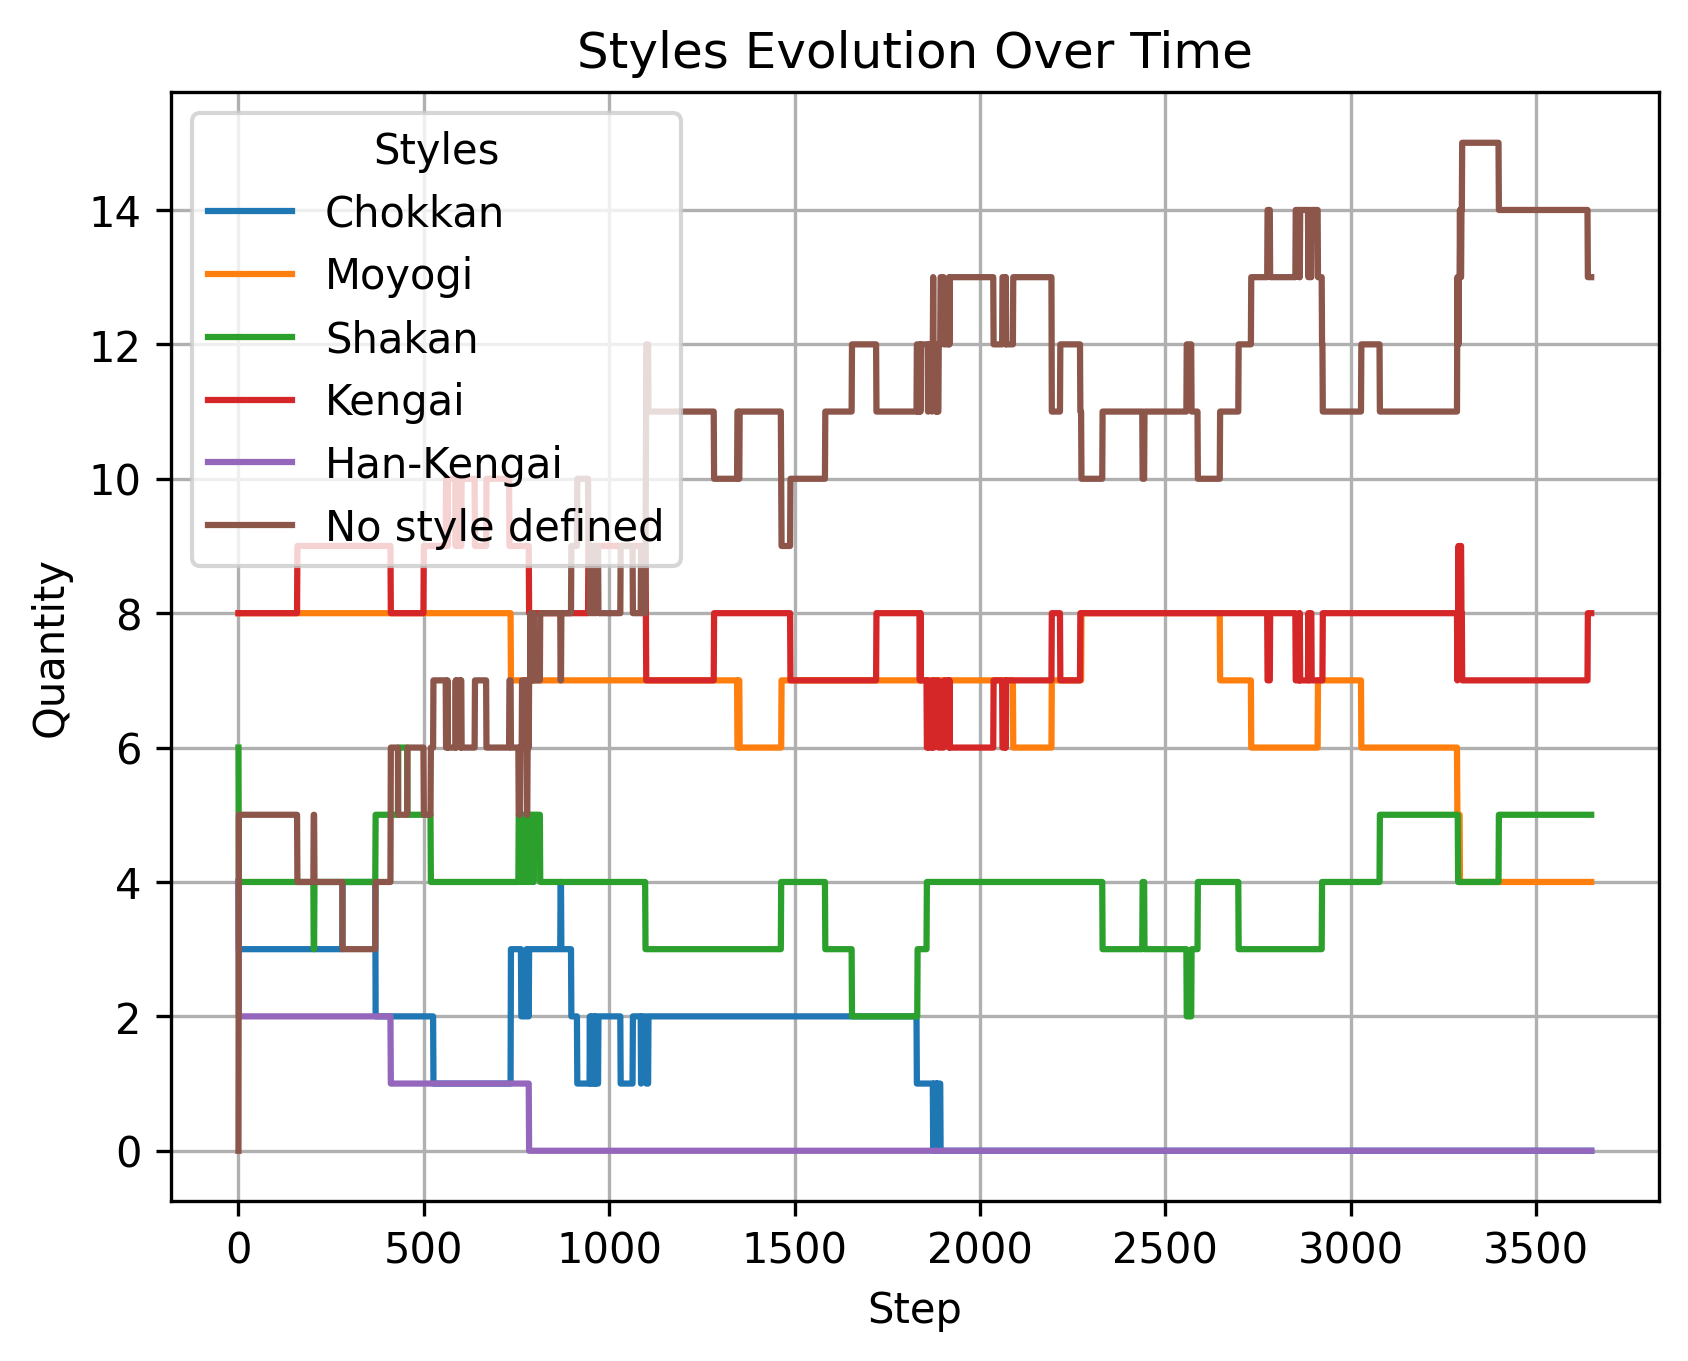 Styles Evolution Over Time
Styles
Chokkan
Moyogi
Shakan
Kengai
Han-Kengai
No style defined
Quantity
14
12
10
8
6
4
2
0
0 500 1000 1500 2000 2500 3000 3500
Step